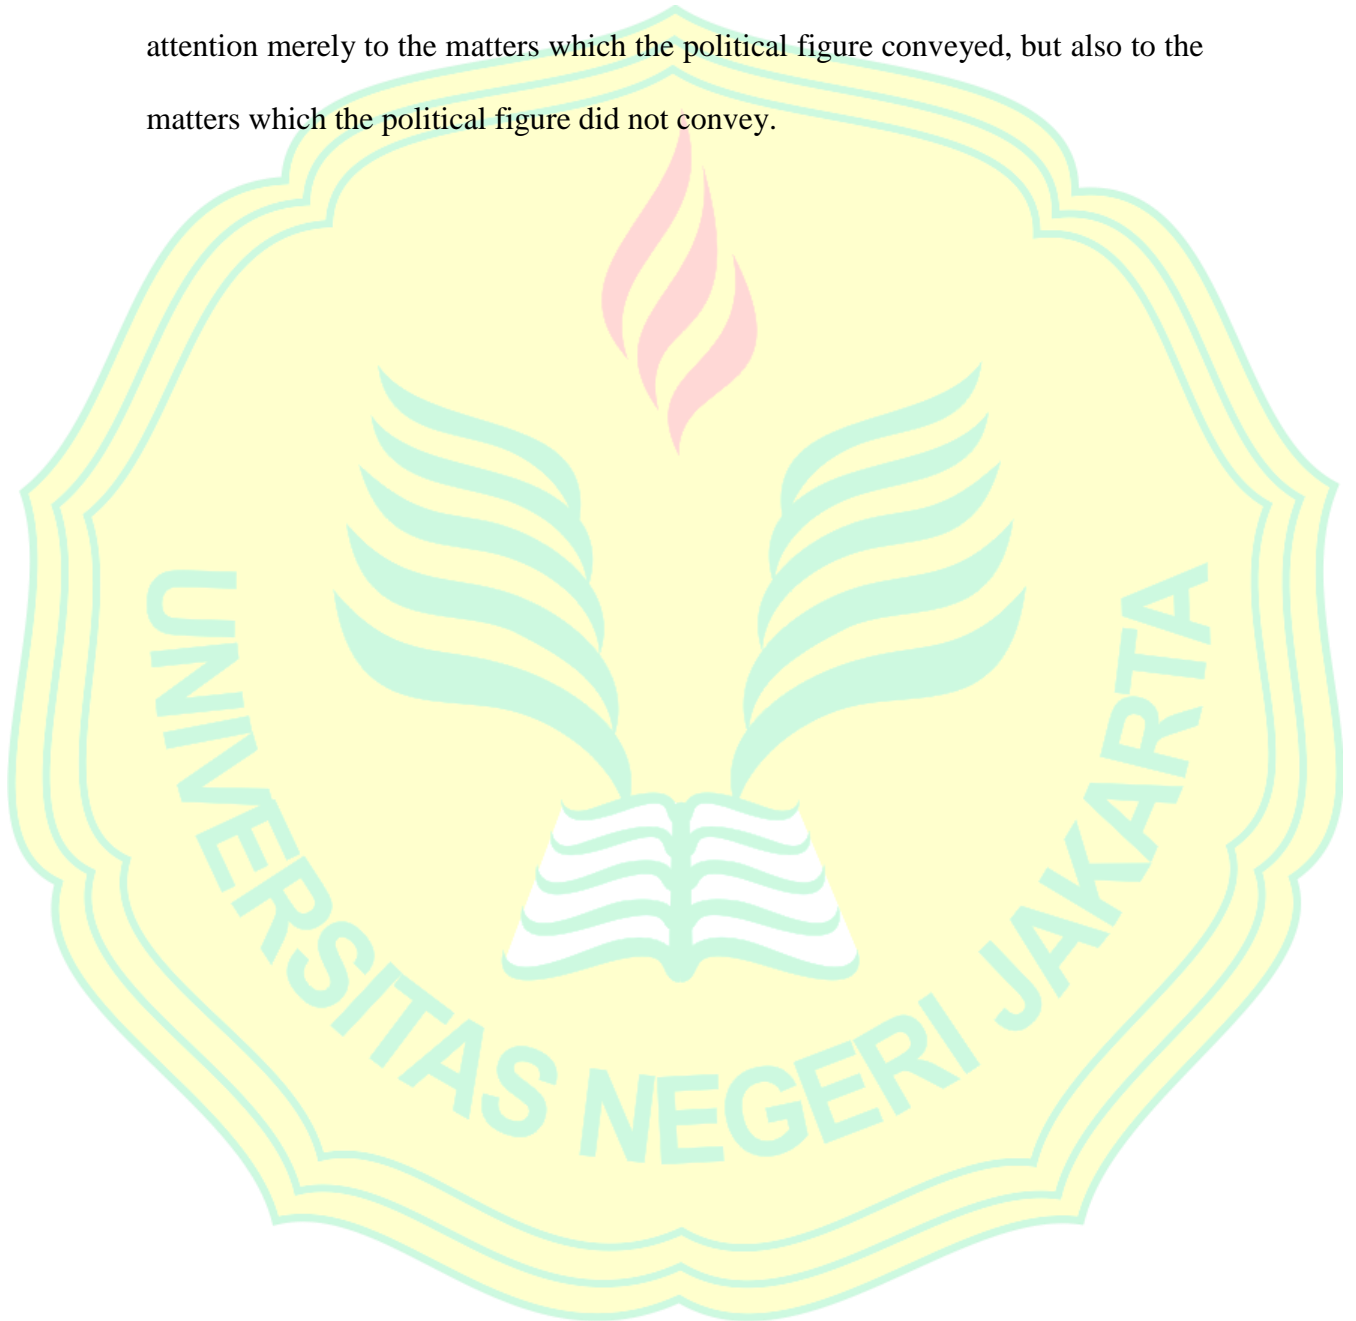 attention merely to the matters which the political figure conveyed, but also to the
matters which the political figure did not convey.
UNIVERSITAS NEGERI JAKARTA